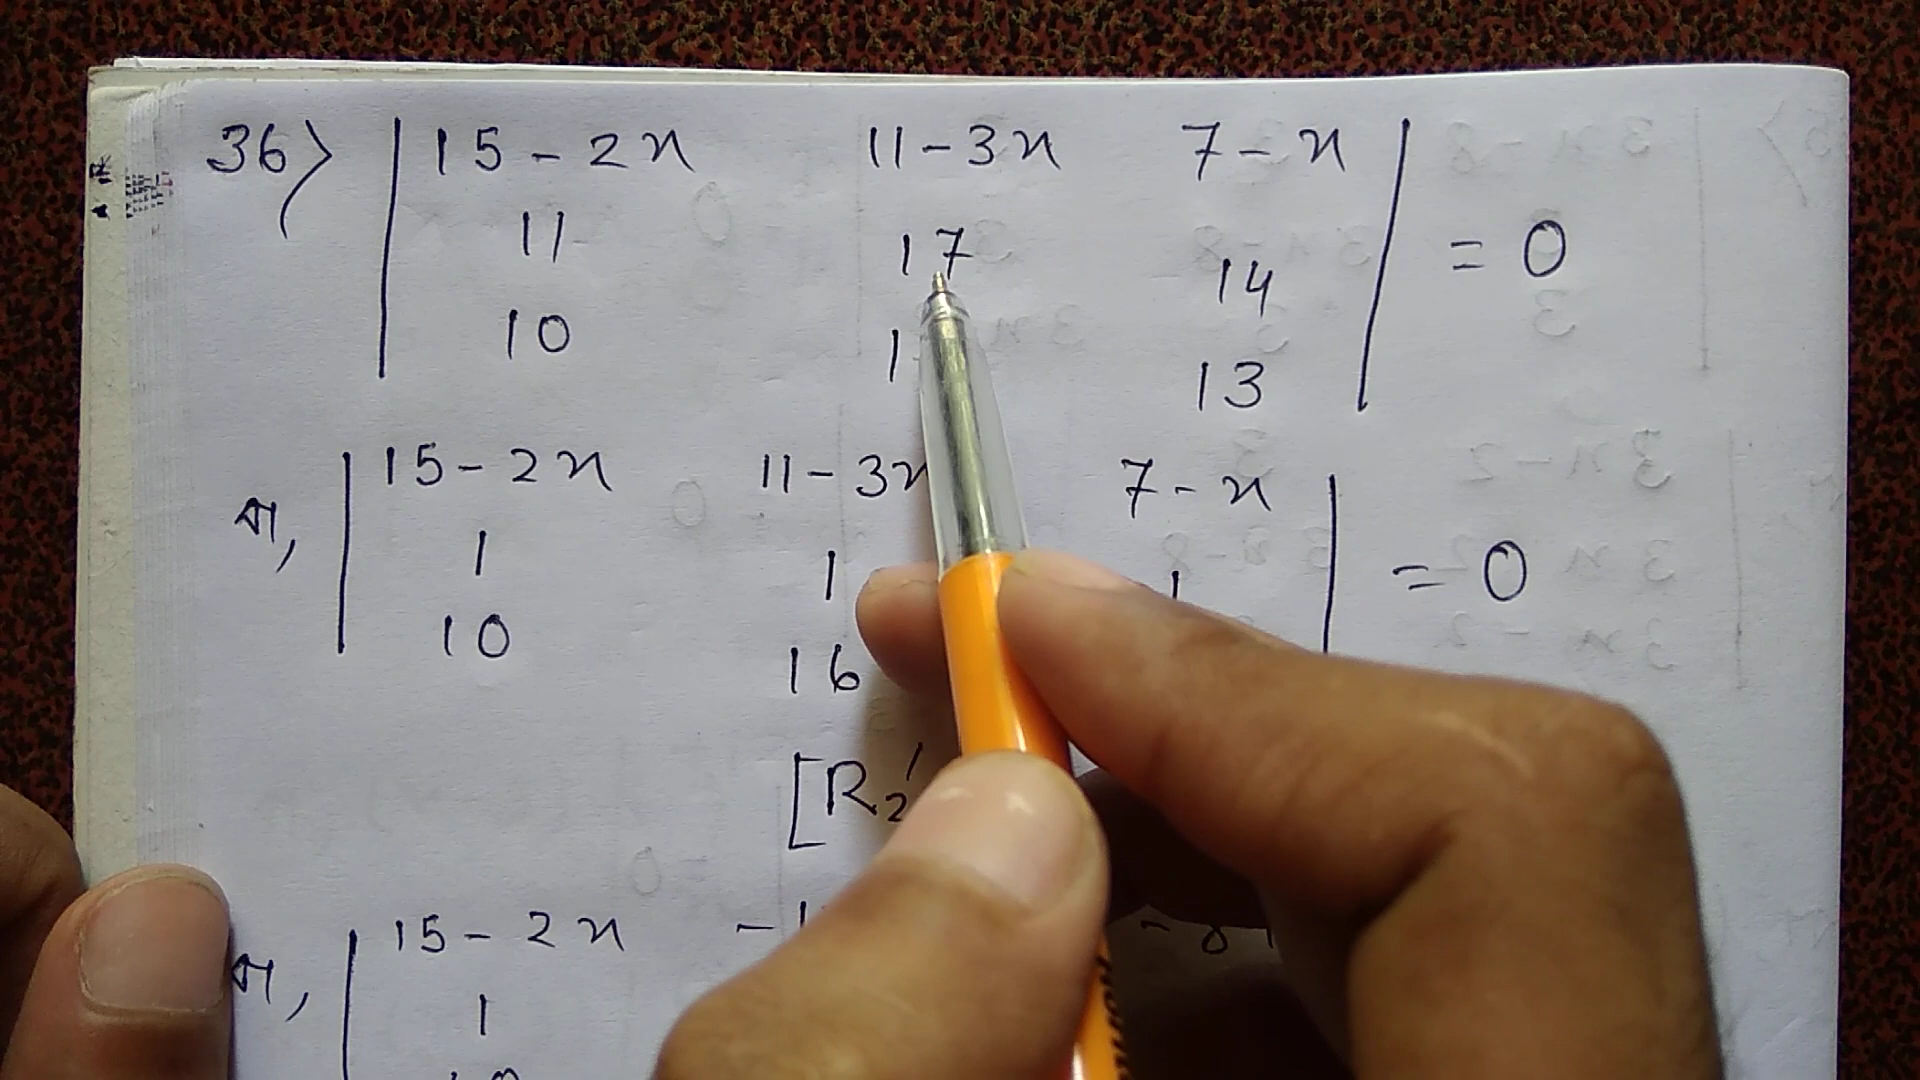 36> | 15 - 2x 11 - 3x 7 - x |
11 17 14 = 0
10 1 13
বা, | 15 - 2x 11 - 3x 7 - x |
1 1 1 = 0
10 16
[R₂'
বা, | 15 - 2x
1